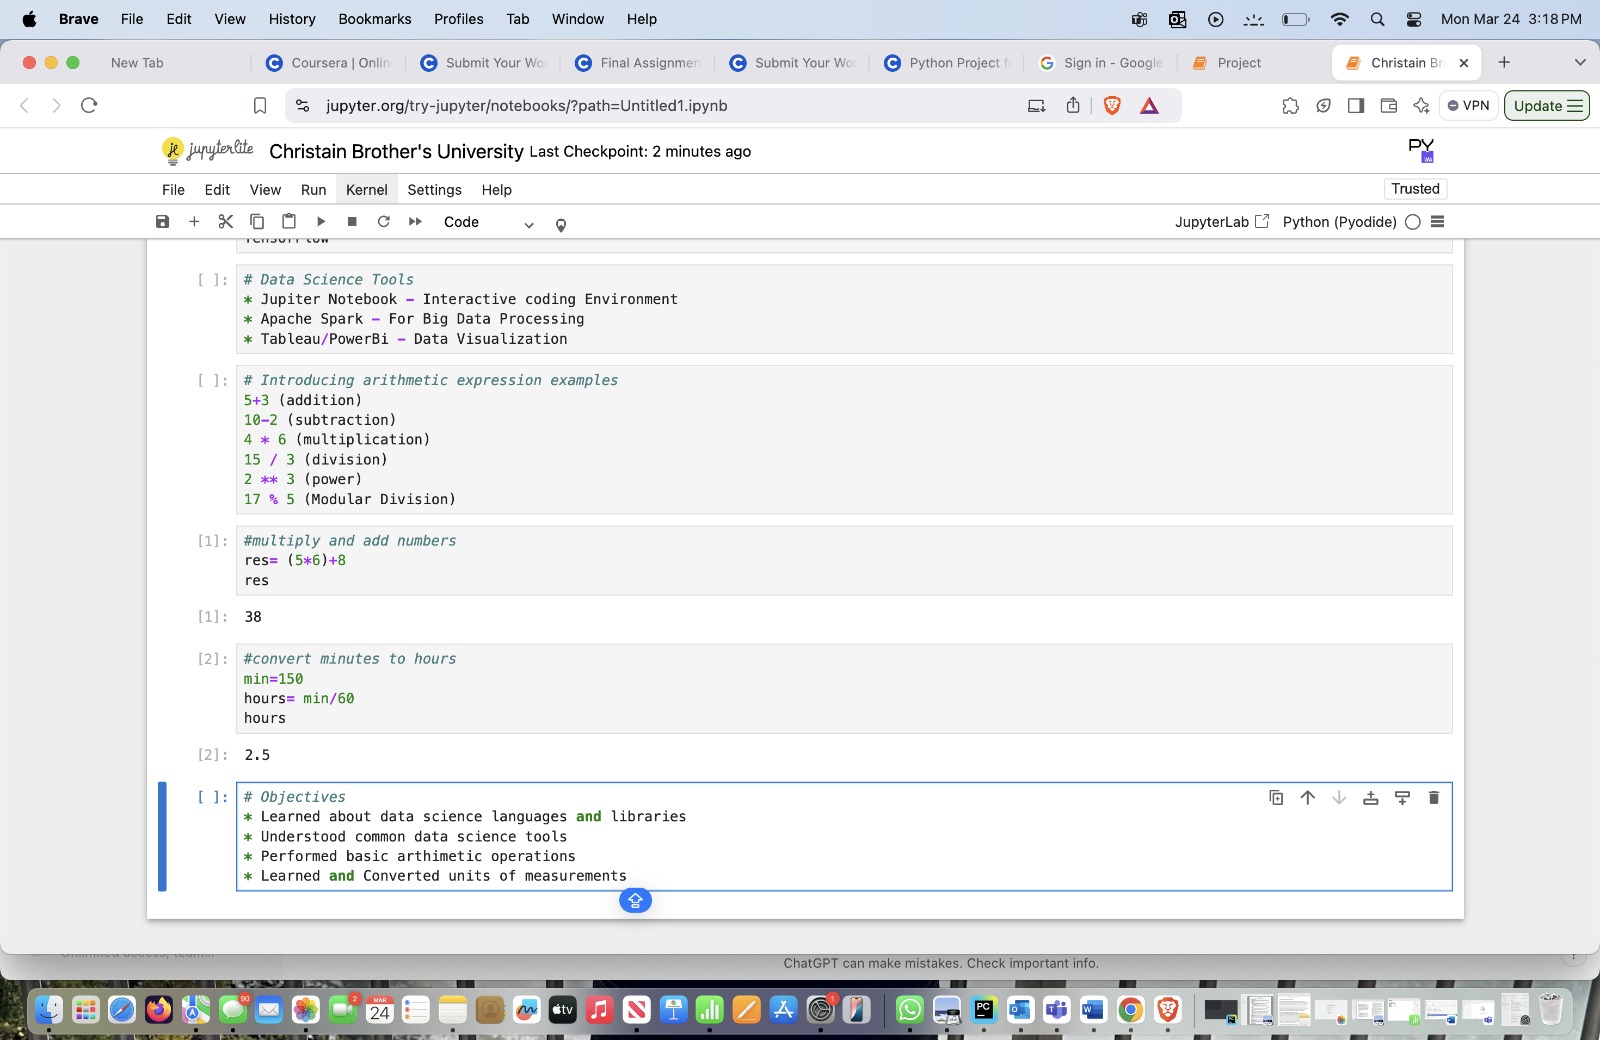 Brave File Edit View History Bookmarks Profiles Tab Window Help Mon Mar 24 3:18 PM
New Tab Coursera | Onlin Submit Your Wo Final Assignmen Submit Your Wo Python Project f Sign in - Google Project Christain Br
jupyter.org/try-jupyter/notebooks/?path=Untitled1.ipynb VPN Update
jupyterlite Christain Brother's University Last Checkpoint: 2 minutes ago PY
File Edit View Run Kernel Settings Help Trusted
Code JupyterLab Python (Pyodide)
TensorFlow
[ ]: # Data Science Tools
* Jupiter Notebook – Interactive coding Environment
* Apache Spark – For Big Data Processing
* Tableau/PowerBi – Data Visualization
[ ]: # Introducing arithmetic expression examples
5+3 (addition)
10–2 (subtraction)
4 * 6 (multiplication)
15 / 3 (division)
2 ** 3 (power)
17 % 5 (Modular Division)
[1]: #multiply and add numbers
res= (5*6)+8
res
[1]: 38
[2]: #convert minutes to hours
min=150
hours= min/60
hours
[2]: 2.5
[ ]: # Objectives
* Learned about data science languages and libraries
* Understood common data science tools
* Performed basic arthimetic operations
* Learned and Converted units of measurements
ChatGPT can make mistakes. Check important info.
90 2 MAR 24 tv 1 PC